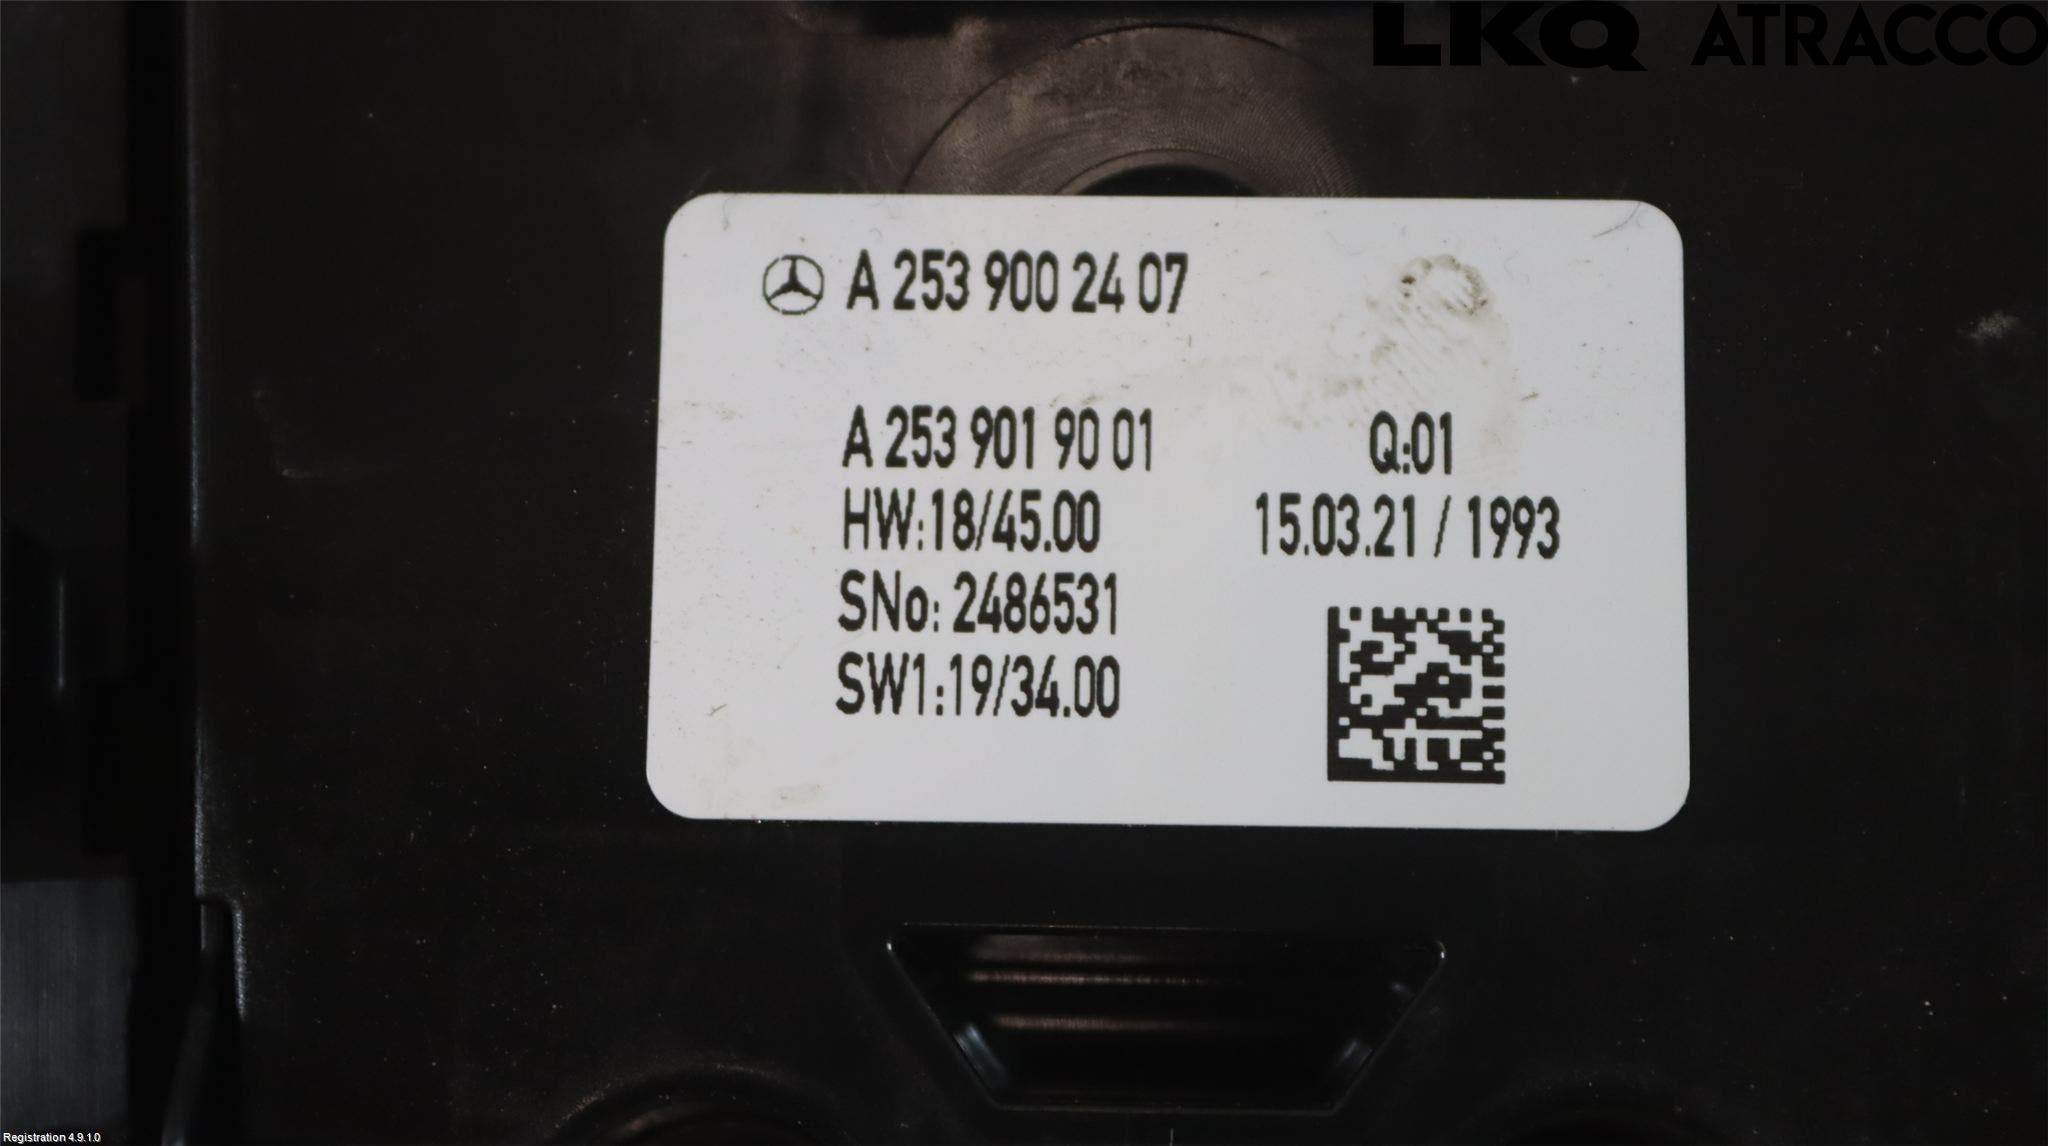 LKQ ATRACCO
A 253 900 24 07
A 253 901 90 01 Q:01
HW:18/45.00 15.03.21 / 1993
SNo: 2486531
SW1:19/34.00
Registration 4.9.1.0